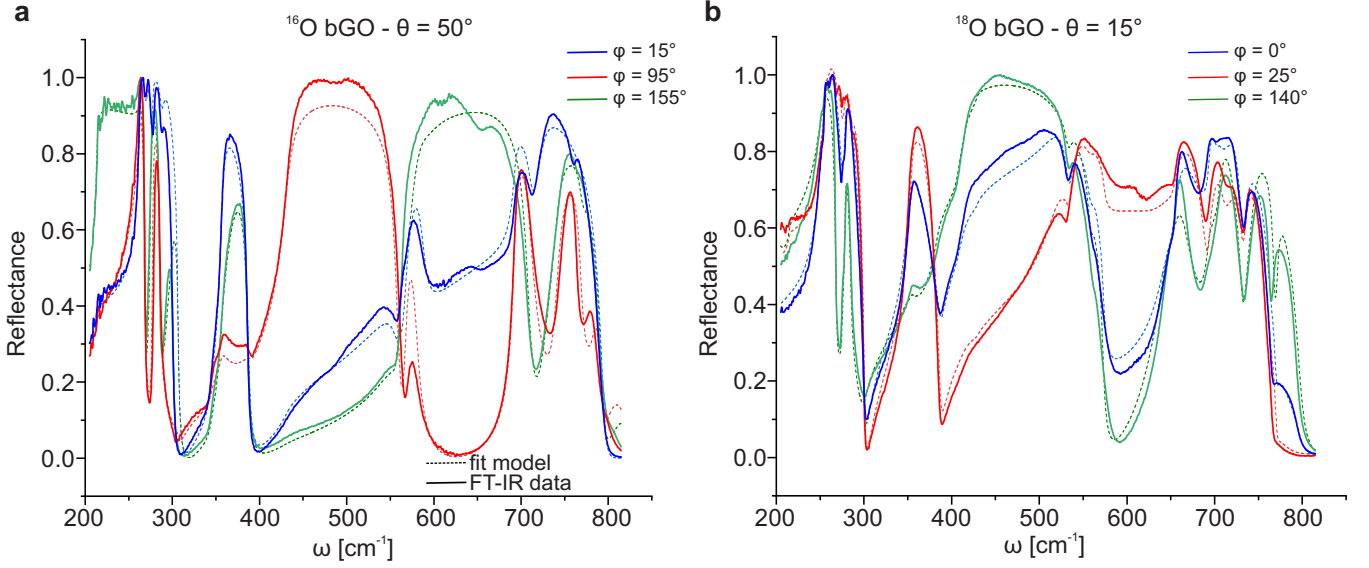 a
¹⁶O bGO - θ = 50°
φ = 15°
φ = 95°
φ = 155°
1.0
0.8
0.6
0.4
0.2
0.0
Reflectance
fit model
FT-IR data
200 300 400 500 600 700 800
ω [cm⁻¹]
b
¹⁸O bGO - θ = 15°
φ = 0°
φ = 25°
φ = 140°
1.0
0.8
0.6
0.4
0.2
0.0
Reflectance
200 300 400 500 600 700 800
ω [cm⁻¹]